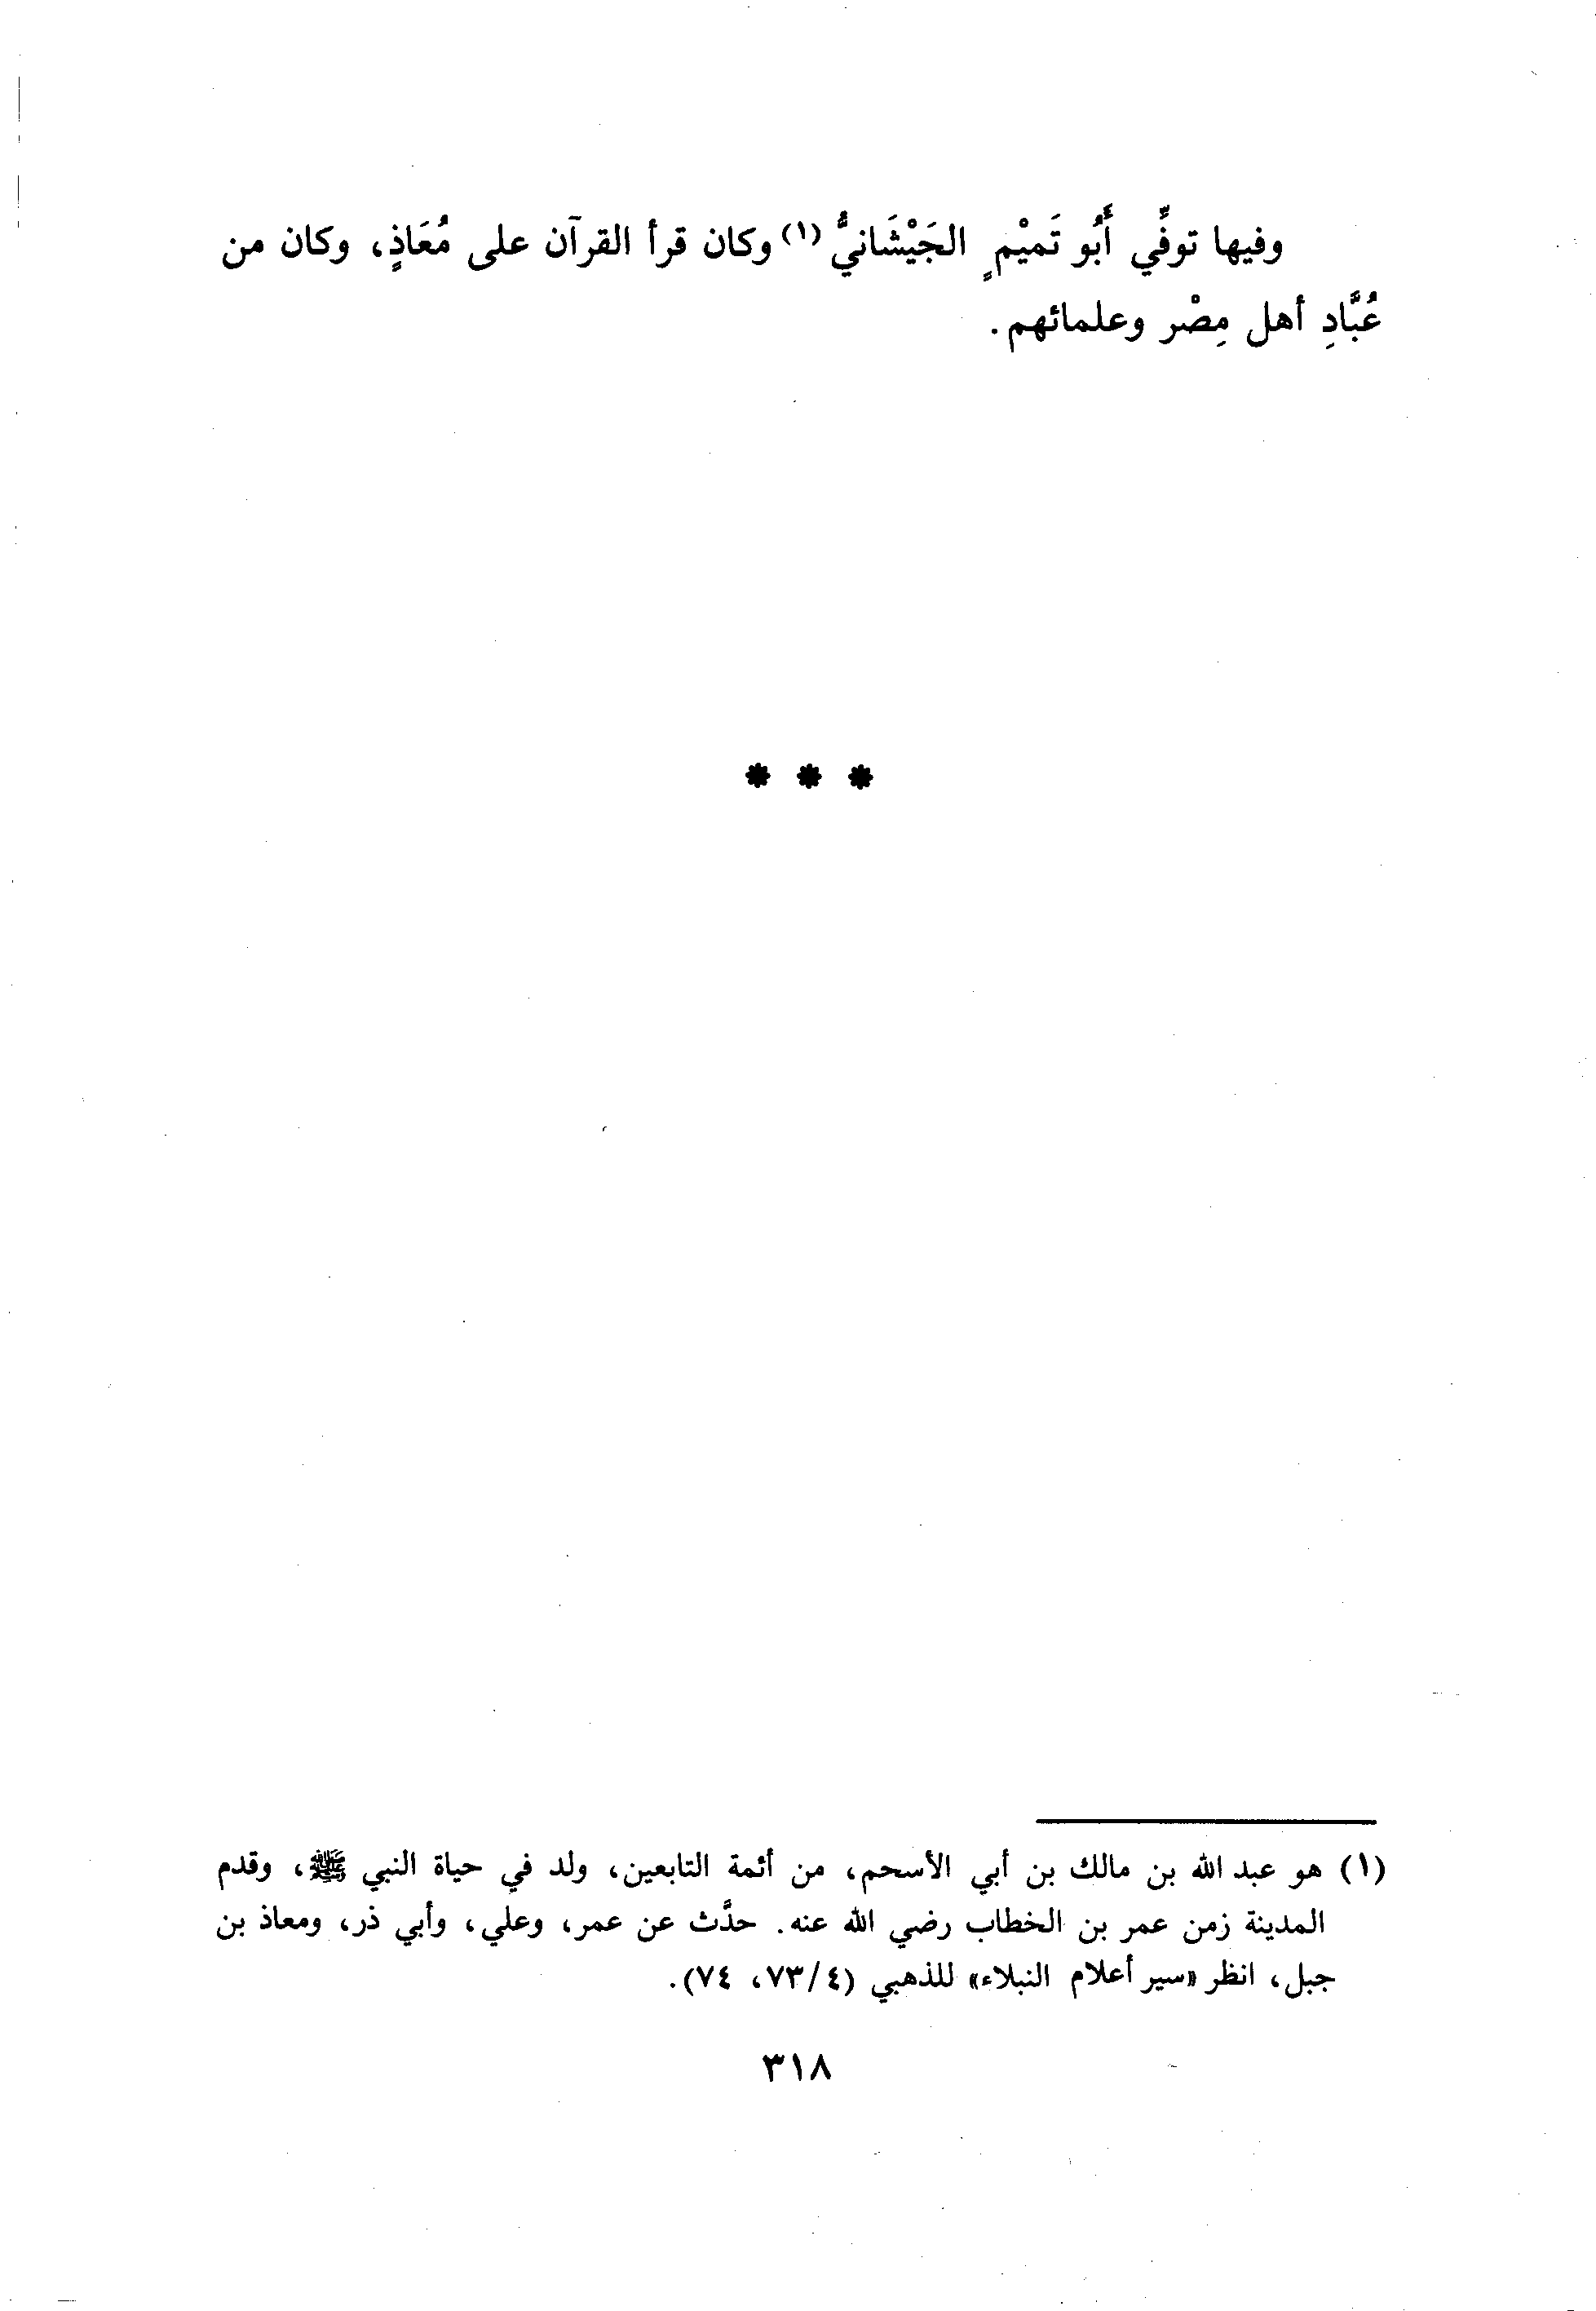 وفيها توفِّي أَبُو تَميْمٍ الجَيْشَانيُّ (١) وكان قرأ القرآن على مُعَاذٍ، وكان من
عُبَّادِ أهل مِصْر وعلمائهم.
* * *
(١) هو عبد الله بن مالك بن أبي الأسحم، من أئمة التابعين، ولد في حياة النبي ﷺ، وقدم
المدينة زمن عمر بن الخطاب رضي الله عنه. حدَّث عن عمر، وعلي، وأبي ذر، ومعاذ بن
جبل، انظر «سير أعلام النبلاء» للذهبي (٤/ ٧٣، ٧٤).
٣١٨